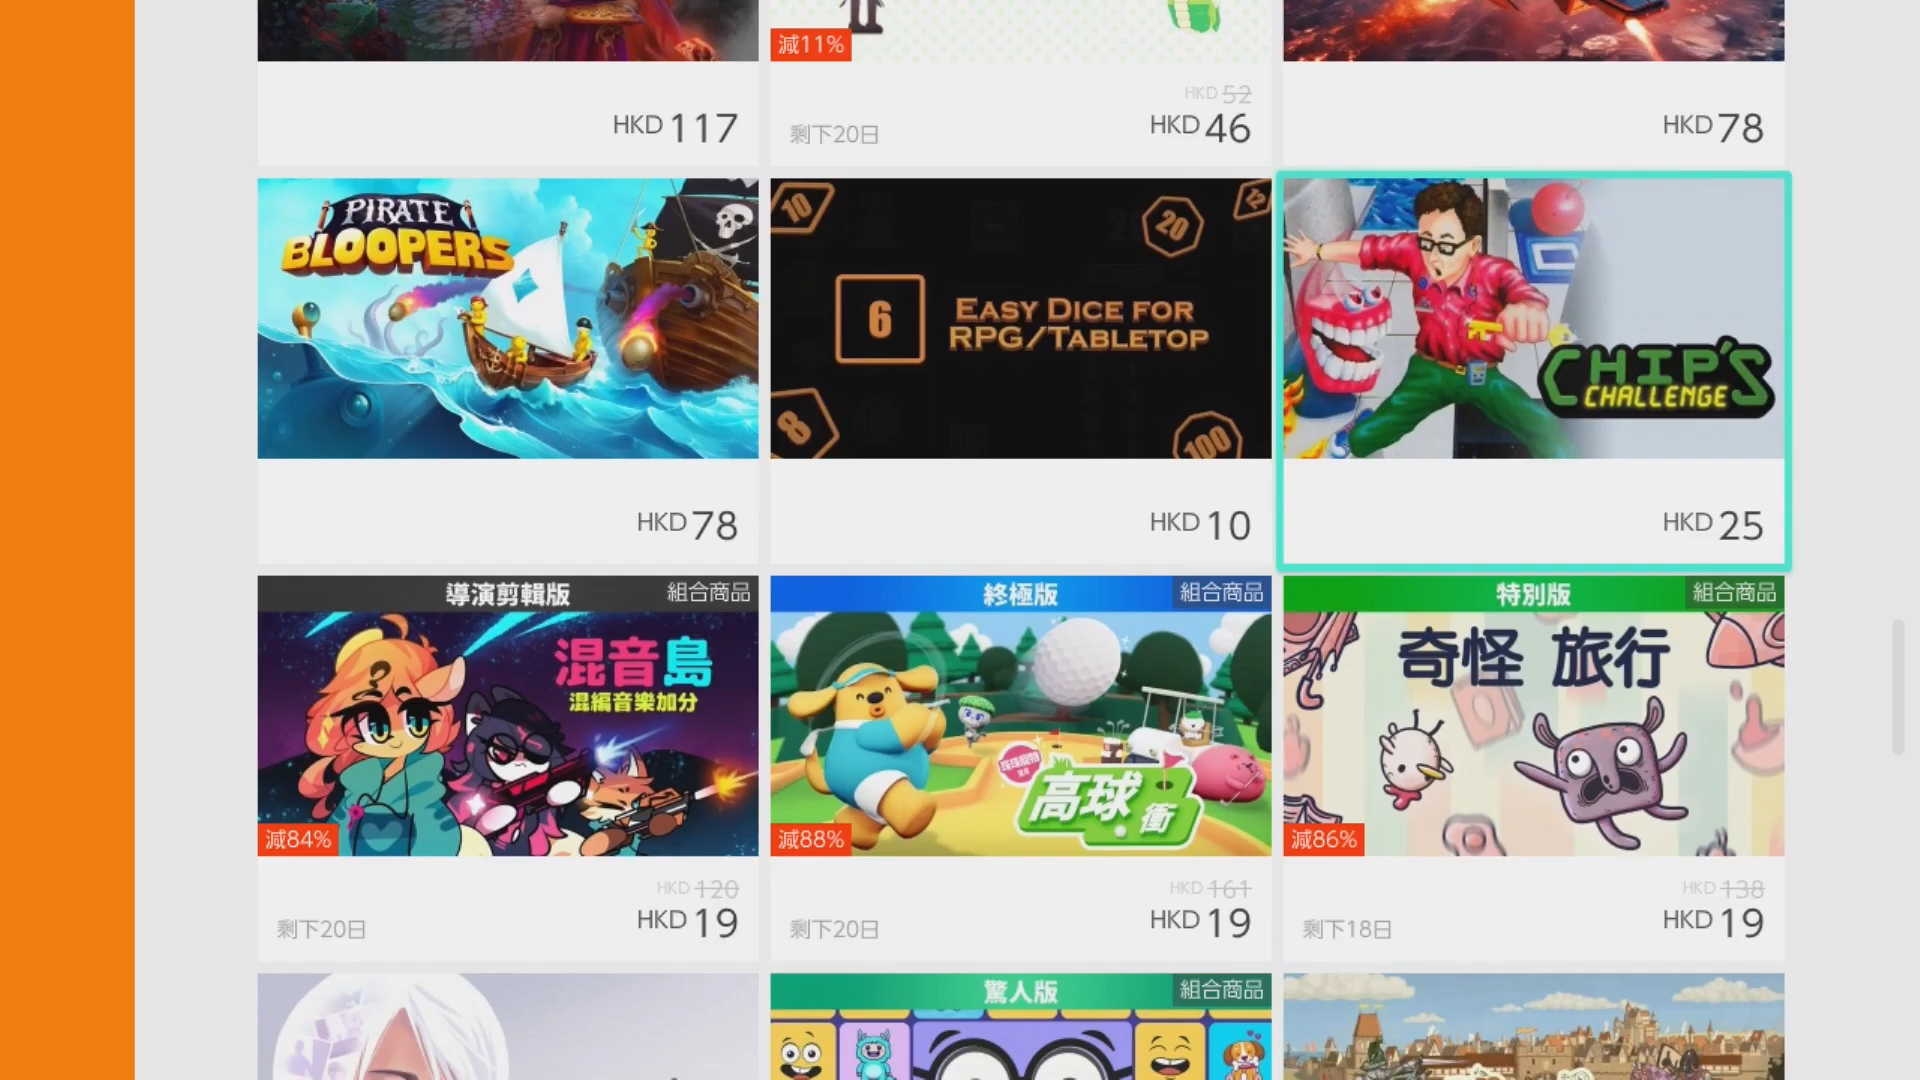 減11%
HKD 117
HKD 52
剩下20日
HKD 46
HKD 78
PIRATE
BLOOPERS
HKD 78
10
20
12
6
EASY DICE FOR
RPG/TABLETOP
8
100
HKD 10
CHIP'S
CHALLENGE
HKD 25
導演剪輯版
組合商品
混音島
混編音樂加分
減84%
HKD 120
剩下20日
HKD 19
終極版
組合商品
高球衝
減88%
HKD 161
剩下20日
HKD 19
特別版
組合商品
奇怪 旅行
減86%
HKD 138
剩下18日
HKD 19
驚人版
組合商品